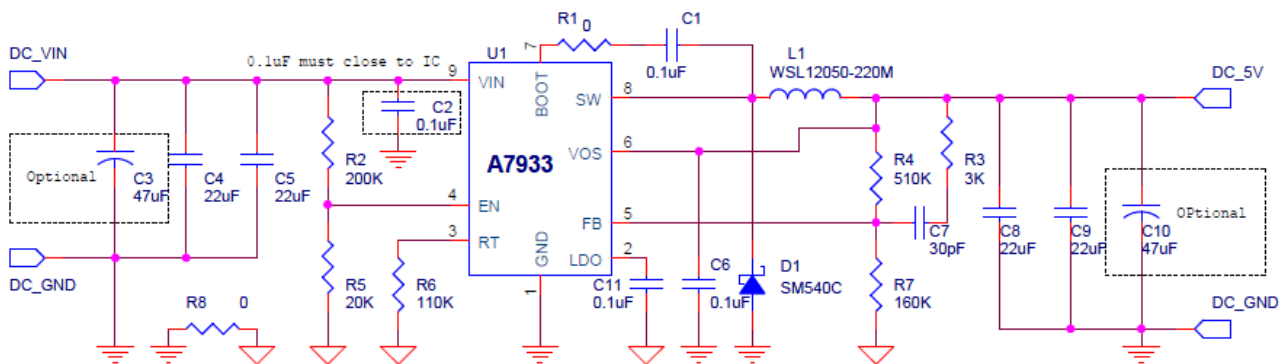 R1
0
C1
DC_VIN
0.1uF must close to IC
U1
7
0.1uF
L1
WSL12050-220M
DC_5V
9
VIN
BOOT
SW
8
C2
0.1uF
A7933
VOS
6
Optional
C3
47uF
C4
22uF
C5
22uF
R2
200K
R4
510K
R3
3K
4
EN
FB
5
C7
30pF
3
RT
GND
LDO
2
C8
22uF
C9
22uF
C10
47uF
OPtional
DC_GND
R8
0
R5
20K
R6
110K
1
C11
0.1uF
C6
0.1uF
D1
SM540C
R7
160K
DC_GND